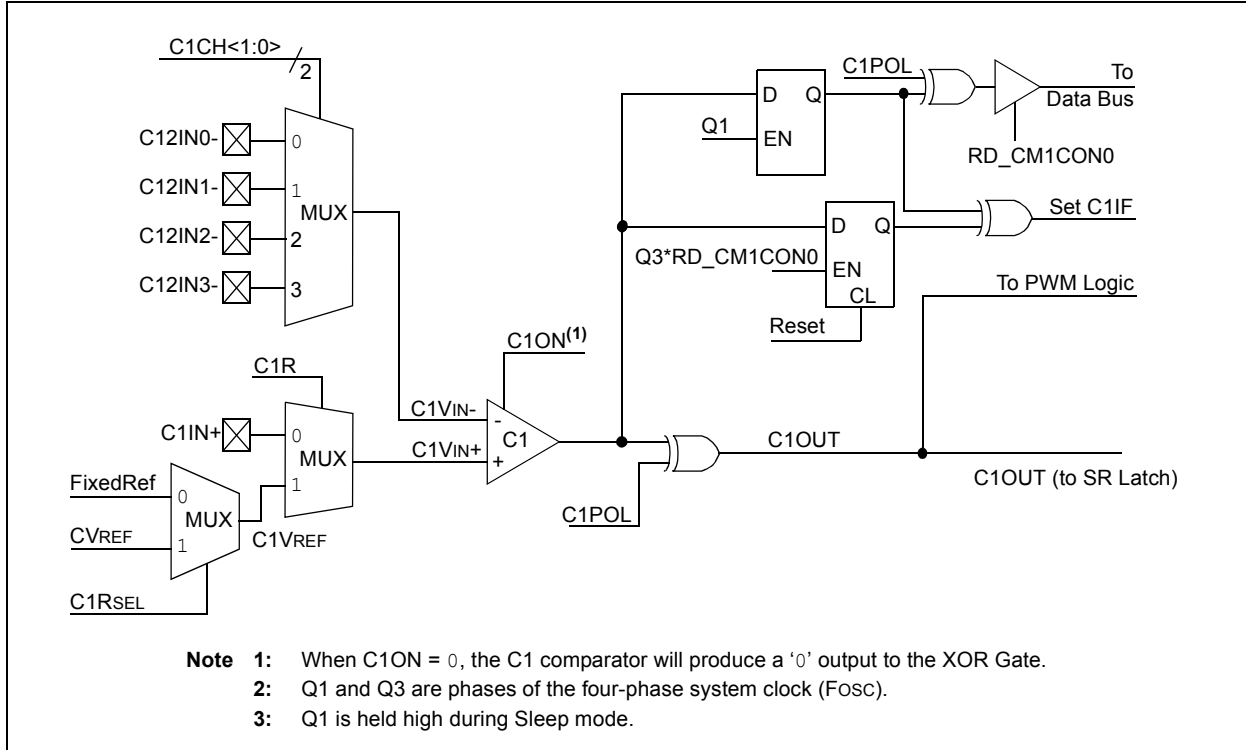 C1CH<1:0>
2
C12IN0-
0
C12IN1-
1
MUX
C12IN2-
2
C12IN3-
3
C1POL
To
Data Bus
D
Q
Q1
EN
RD_CM1CON0
Set C1IF
D
Q
Q3*RD_CM1CON0
EN
CL
Reset
To PWM Logic
C1ON(1)
C1R
C1VIN-
-
C1
C1IN+
0
MUX
C1VIN+
+
1
C1OUT
C1OUT (to SR Latch)
C1POL
FixedRef
0
MUX
CVREF
1
C1VREF
C1RSEL
Note 1: When C1ON = 0, the C1 comparator will produce a ‘0’ output to the XOR Gate.
2: Q1 and Q3 are phases of the four-phase system clock (FOSC).
3: Q1 is held high during Sleep mode.